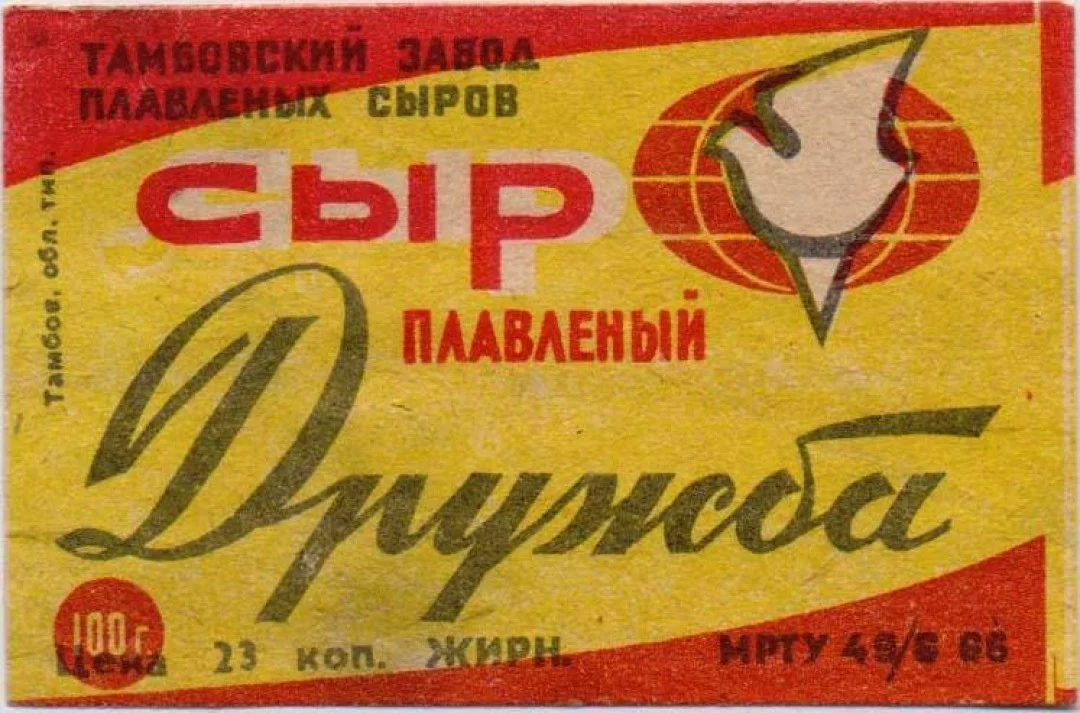 ТАМБОВСКИЙ ЗАВОД
ПЛАВЛЕНЫХ СЫРОВ
СЫР
ПЛАВЛЕНЫЙ
Дружба
Тамбов, обл. тип.
100 г.
Цена 23 коп. ЖИРН. МРТУ 49/6 66